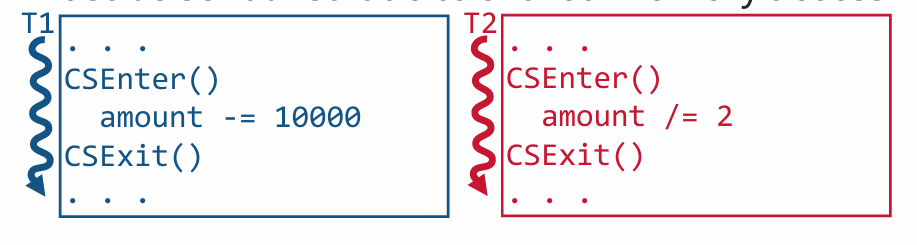 T1
. . .
CSEnter()
amount -= 10000
CSExit()
. . .
T2
. . .
CSEnter()
amount /= 2
CSExit()
. . .